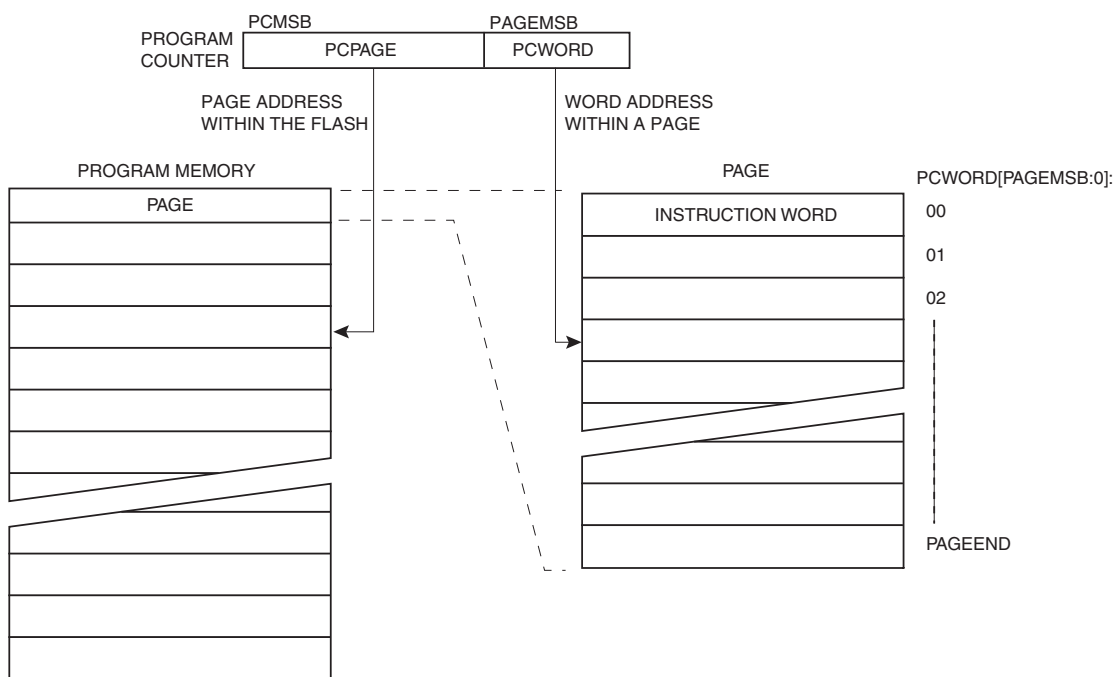 PCMSB
PAGEMSB
PROGRAM
COUNTER
PCPAGE
PCWORD
PAGE ADDRESS
WITHIN THE FLASH
WORD ADDRESS
WITHIN A PAGE
PROGRAM MEMORY
PAGE
PAGE
PCWORD[PAGEMSB:0]:
INSTRUCTION WORD
00
01
02
PAGEEND